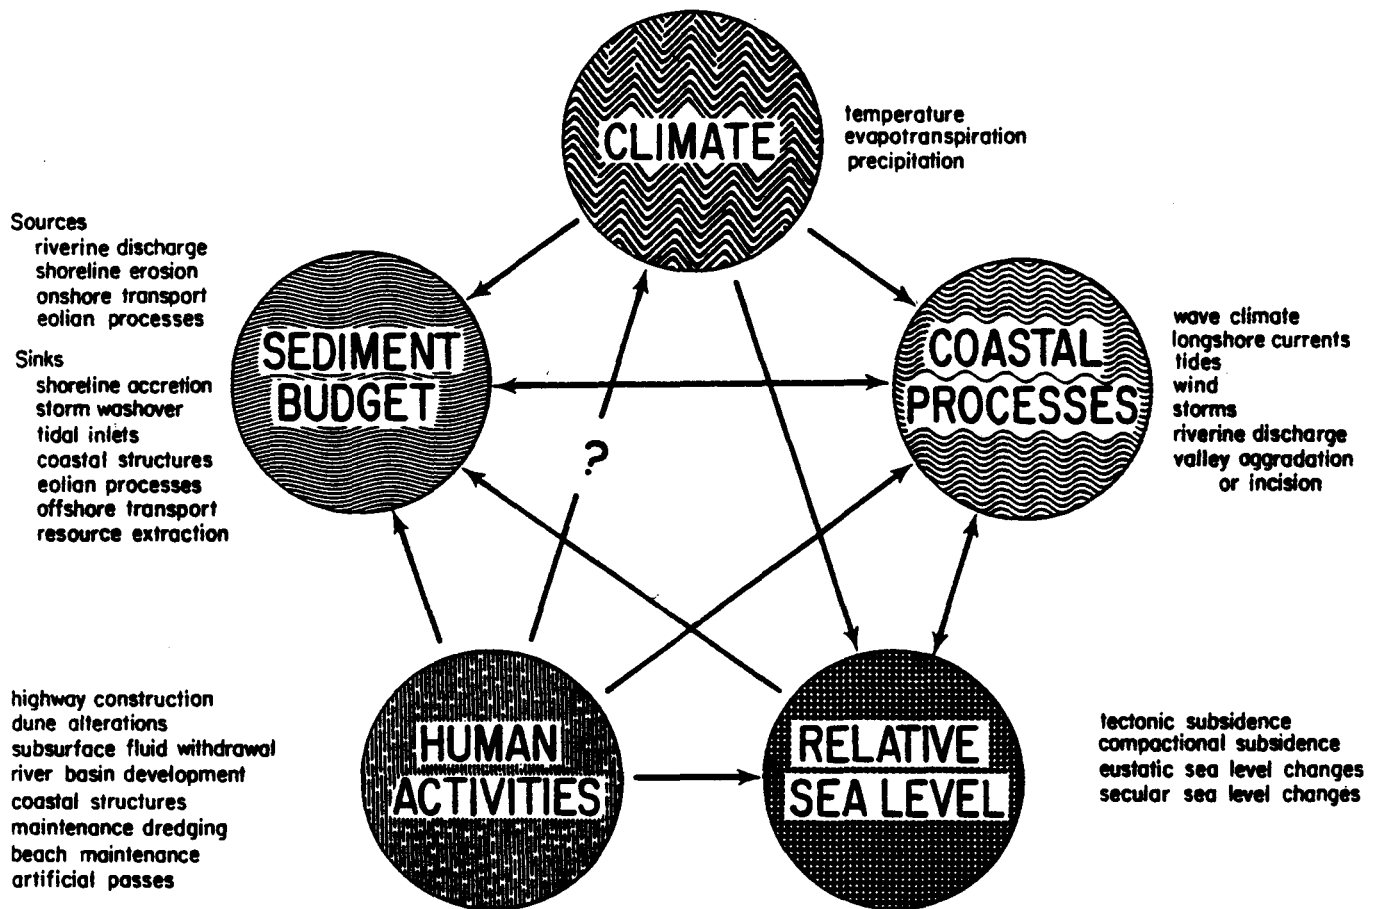 CLIMATE
temperature
evapotranspiration
precipitation
Sources
riverine discharge
shoreline erosion
onshore transport
eolian processes
Sinks
shoreline accretion
storm washover
tidal inlets
coastal structures
eolian processes
offshore transport
resource extraction
SEDIMENT
BUDGET
COASTAL
PROCESSES
wave climate
longshore currents
tides
wind
storms
riverine discharge
valley aggradation
or incision
?
highway construction
dune alterations
subsurface fluid withdrawal
river basin development
coastal structures
maintenance dredging
beach maintenance
artificial passes
HUMAN
ACTIVITIES
RELATIVE
SEA LEVEL
tectonic subsidence
compactional subsidence
eustatic sea level changes
secular sea level changes